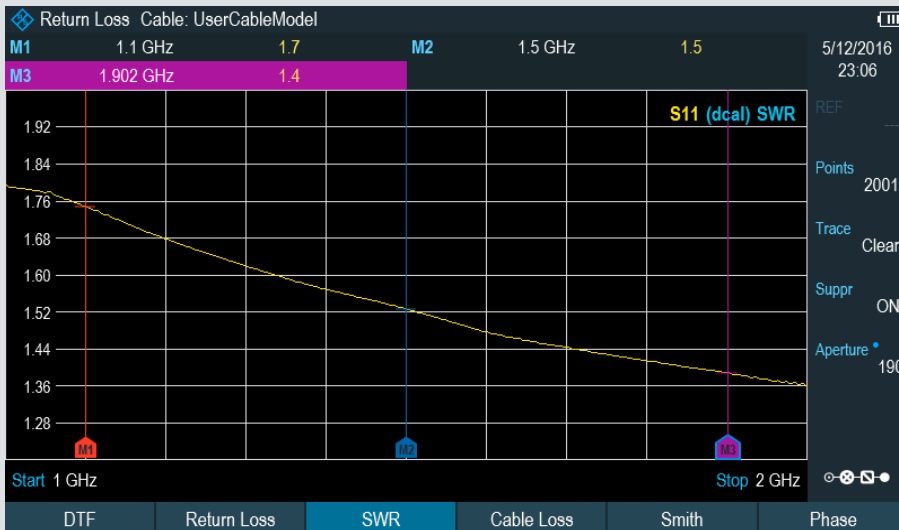 Return Loss Cable: UserCableModel
M1 1.1 GHz 1.7 M2 1.5 GHz 1.5
5/12/2016
23:06
M3 1.902 GHz 1.4
REF
S11 (dcal) SWR
1.92
1.84
1.76
1.68
1.60
1.52
1.44
1.36
1.28
Points
2001
Trace
Clear
Suppr
ON
Aperture
190
M1 M2 M3
Start 1 GHz Stop 2 GHz
DTF Return Loss SWR Cable Loss Smith Phase